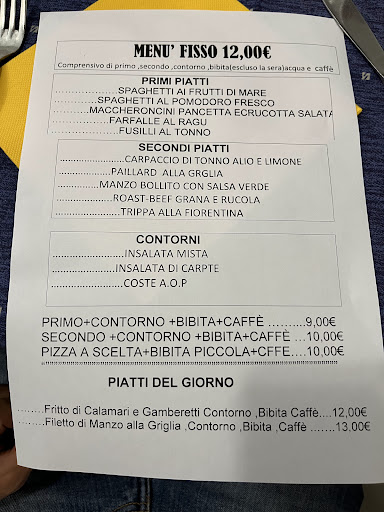 MENU' FISSO 12,00€
Comprensivo di primo ,secondo ,contorno ,bibita(escluso la sera)acqua e caffè
PRIMI PIATTI
..................SPAGHETTI AI FRUTTI DI MARE
.............SPAGHETTI AL POMODORO FRESCO
...........MACCHERONCINI PANCETTA ECRUCOTTA SALATA
................FARFALLE AL RAGU
...................FUSILLI AL TONNO
SECONDI PIATTI
......................CARPACCIO DI TONNO ALIO E LIMONE
.................PAILLARD ALLA GRGLIA
.............MANZO BOLLITO CON SALSA VERDE
.................ROAST-BEEF GRANA E RUCOLA
....................TRIPPA ALLA FIORENTINA
CONTORNI
......................INSALATA MISTA
...................INSALATA DI CARPTE
.....................COSTE A.O.P
PRIMO+CONTORNO +BIBITA+CAFFÈ ..........9,00€
SECONDO +CONTORNO +BIBITA+CAFFÈ ...10,00€
PIZZA A SCELTA+BIBITA PICCOLA+CFFE....10,00€
PIATTI DEL GIORNO
.........Fritto di Calamari e Gamberetti Contorno ,Bibita Caffè....12,00€
.........Filetto di Manzo alla Griglia ,Contorno ,Bibita ,Caffè .......13,00€